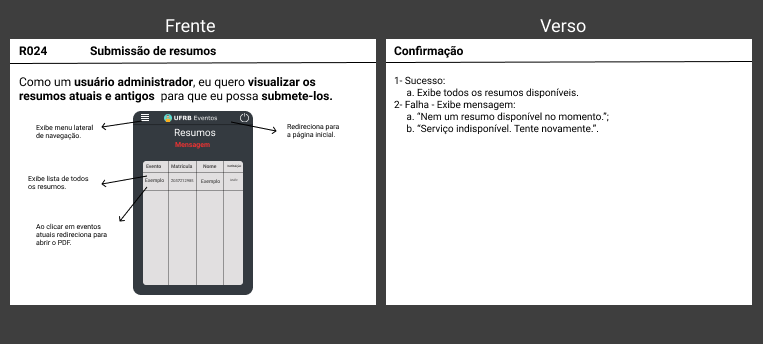 Frente
Verso
R024 Submissão de resumos
Como um usuário administrador, eu quero visualizar os
resumos atuais e antigos para que eu possa submete-los.
Exibe menu lateral
de navegação.
UFRB Eventos
Redireciona para
a página inicial.
Resumos
Mensagem
Evento Matrícula Nome
Exemplo Exemplo
Exibe lista de todos
os resumos.
Ao clicar em eventos
atuais redireciona para
abrir o PDF.
Confirmação
1- Sucesso:
a. Exibe todos os resumos disponíveis.
2- Falha - Exibe mensagem:
a. “Nem um resumo disponível no momento.”;
b. “Serviço indisponível. Tente novamente.”.